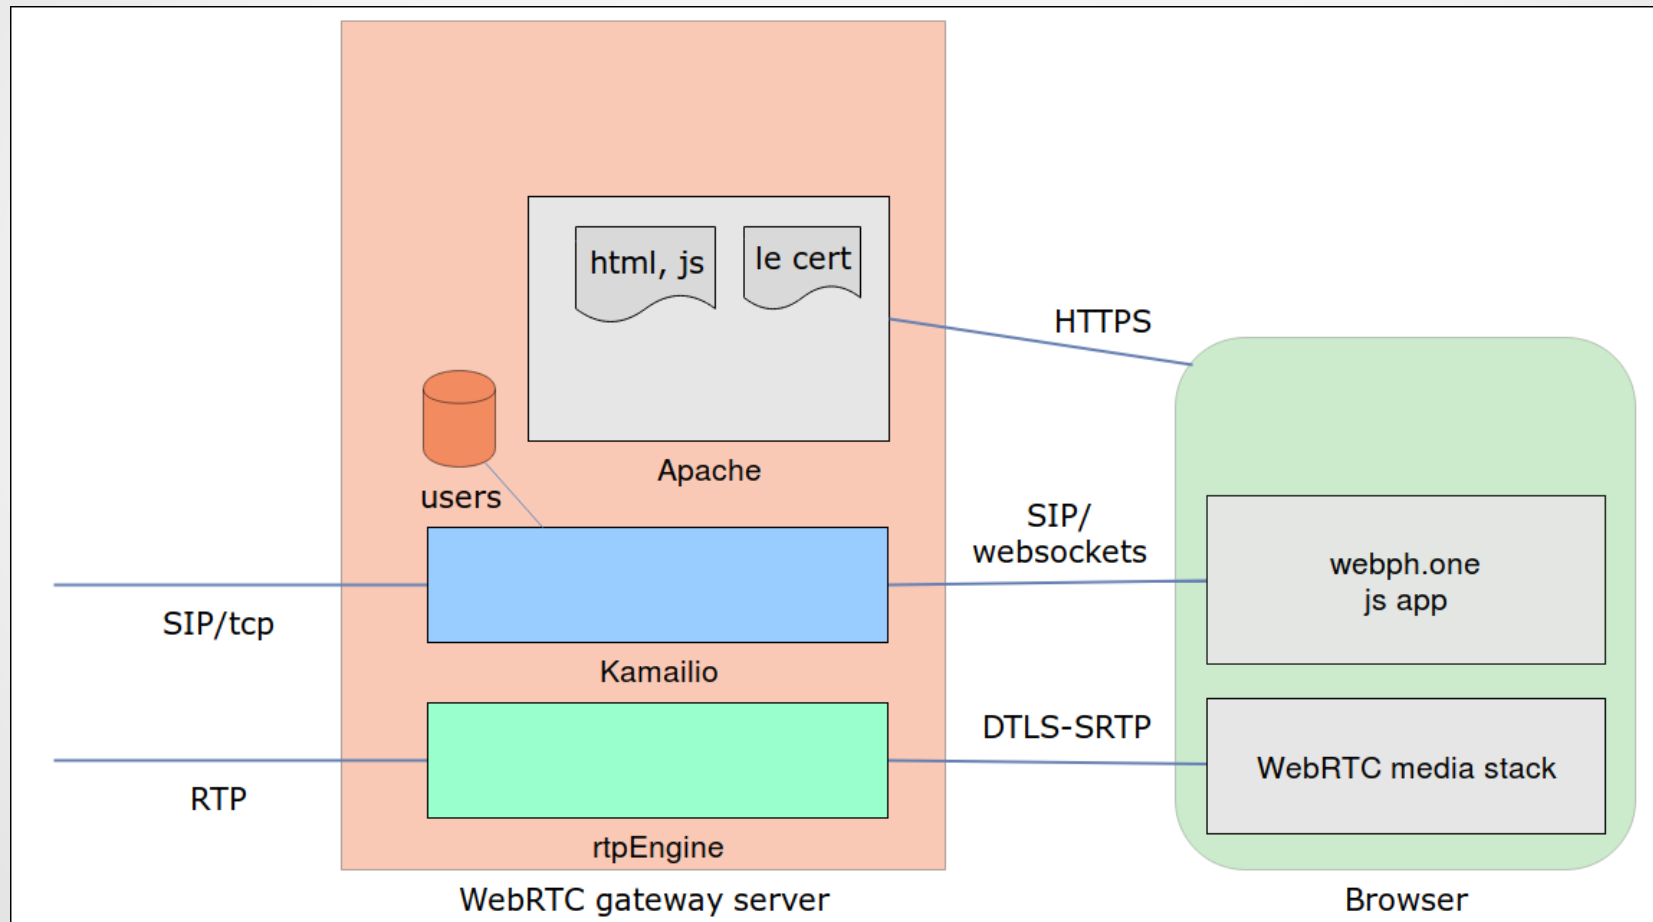 html, js
le cert
HTTPS
Apache
users
SIP/
websockets
webph.one
js app
SIP/tcp
Kamailio
DTLS-SRTP
WebRTC media stack
RTP
rtpEngine
WebRTC gateway server
Browser